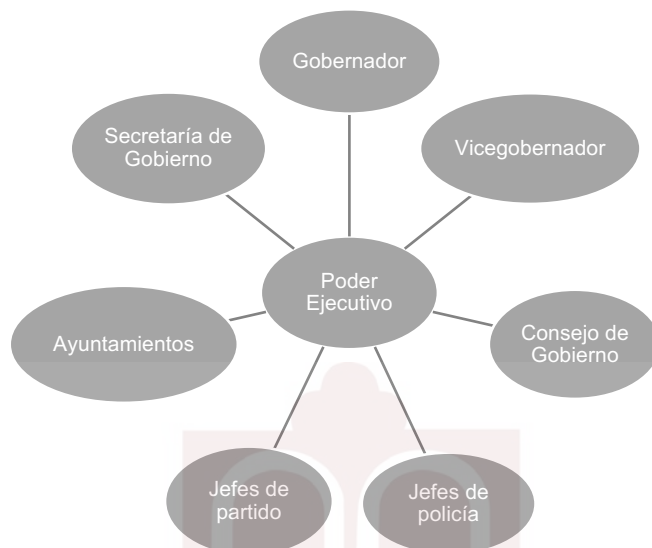 Gobernador
Secretaría de
Gobierno
Vicegobernador
Poder
Ejecutivo
Ayuntamientos
Consejo de
Gobierno
Jefes de
partido
Jefes de
policía